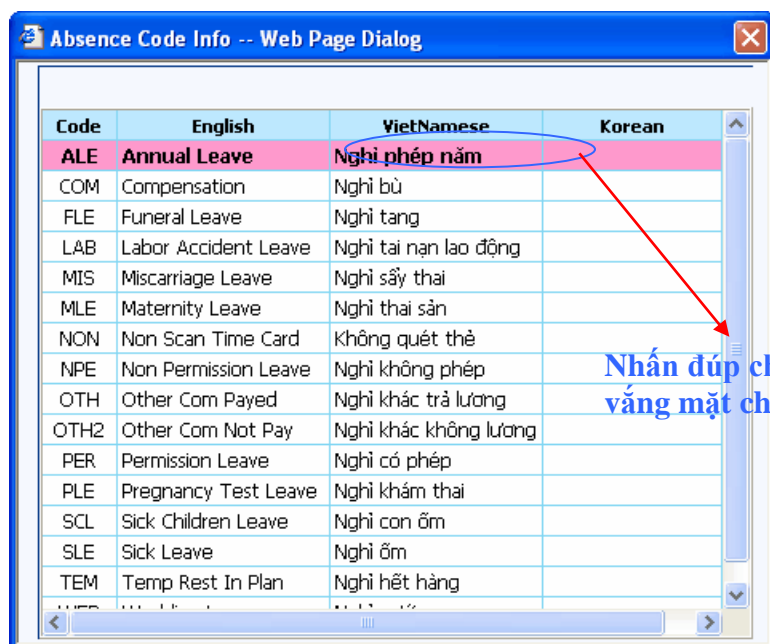 Absence Code Info -- Web Page Dialog
Code English VietNamese Korean
ALE Annual Leave Nghỉ phép năm
COM Compensation Nghỉ bù
FLE Funeral Leave Nghỉ tang
LAB Labor Accident Leave Nghỉ tai nạn lao động
MIS Miscarriage Leave Nghỉ sẩy thai
MLE Maternity Leave Nghỉ thai sản
NON Non Scan Time Card Không quét thẻ
NPE Non Permission Leave Nghỉ không phép
OTH Other Com Payed Nghỉ khác trả lương
OTH2 Other Com Not Pay Nghỉ khác không lương
PER Permission Leave Nghỉ có phép
PLE Pregnancy Test Leave Nghỉ khám thai
SCL Sick Children Leave Nghỉ con ốm
SLE Sick Leave Nghỉ ốm
TEM Temp Rest In Plan Nghỉ hết hàng
Nhấn đúp
vắng mặt